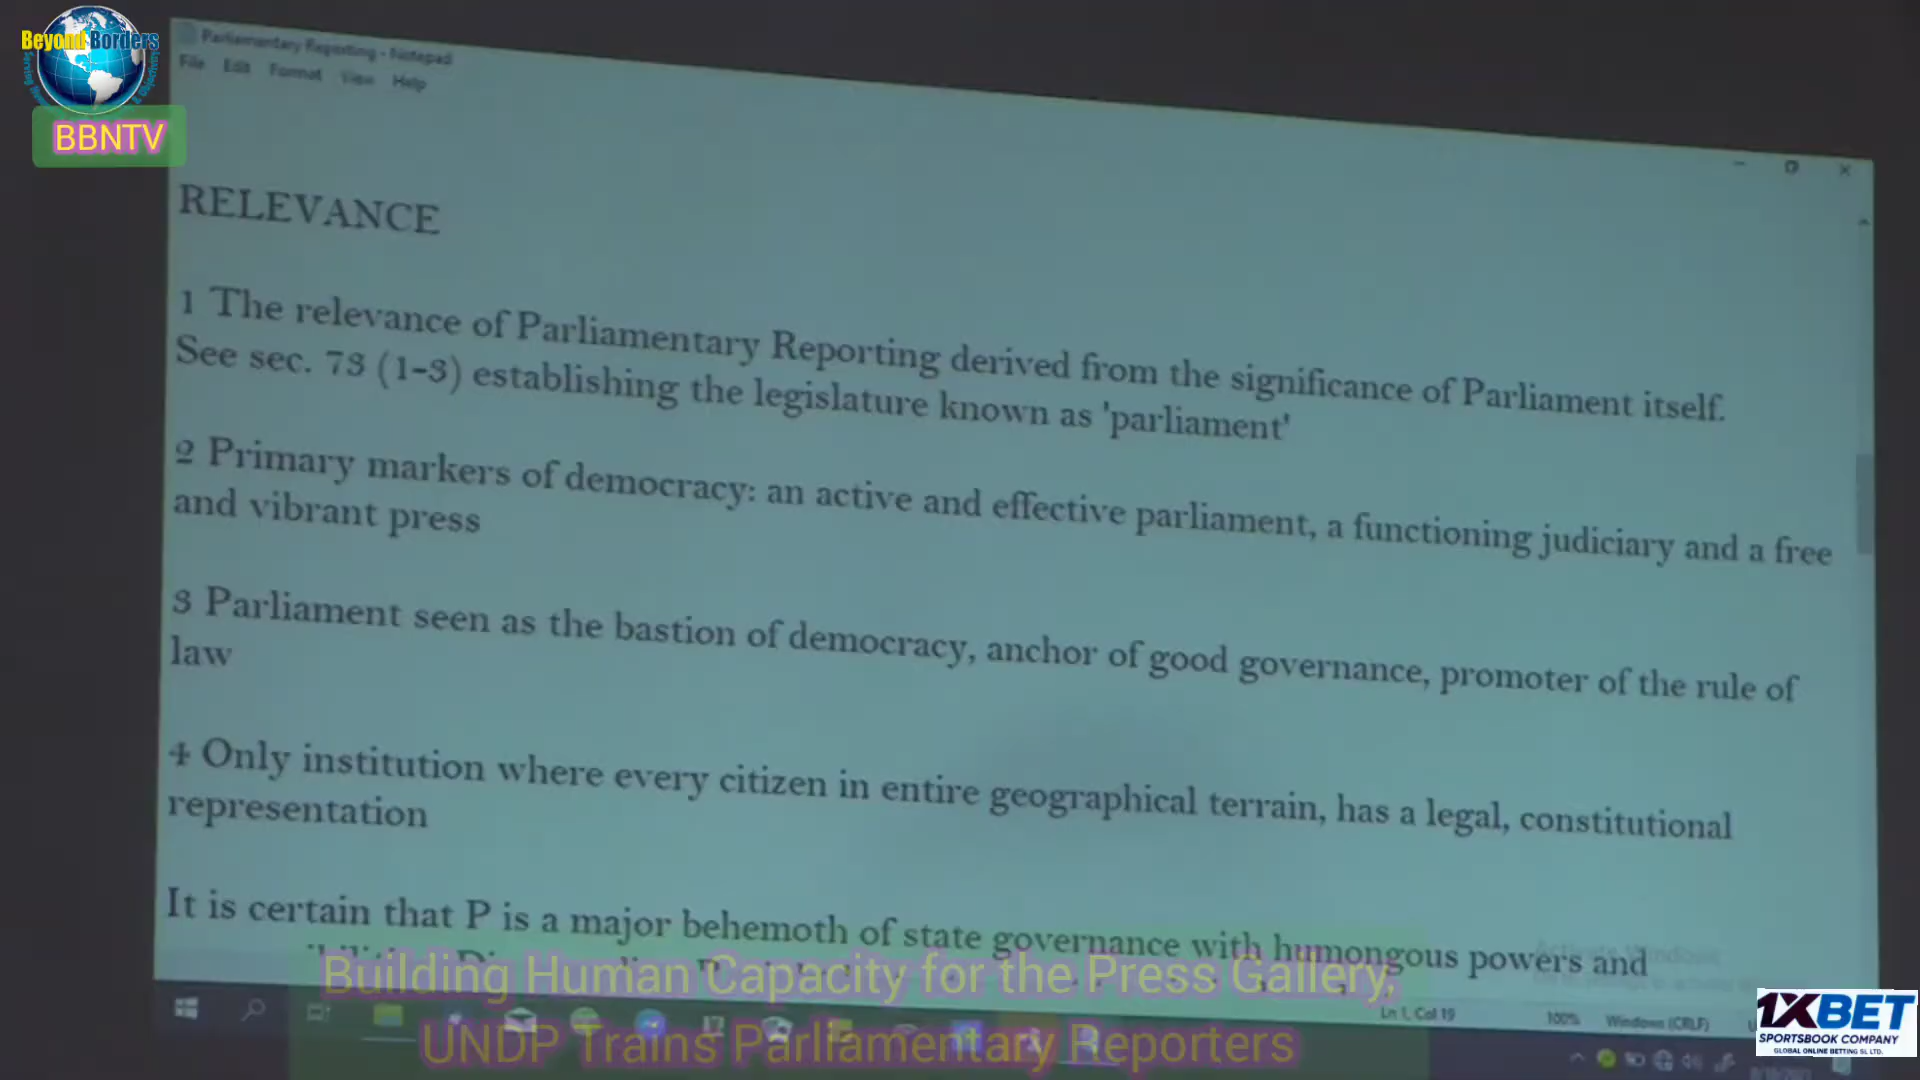 Beyond Borders
BBNTV
Parliamentary Reporting - Notepad
File Edit Format View Help
RELEVANCE
1 The relevance of Parliamentary Reporting derived from the significance of Parliament itself.
See sec. 73 (1-3) establishing the legislature known as 'parliament'
2 Primary markers of democracy: an active and effective parliament, a functioning judiciary and a free
and vibrant press
3 Parliament seen as the bastion of democracy, anchor of good governance, promoter of the rule of
law
4 Only institution where every citizen in entire geographical terrain, has a legal, constitutional
representation
It is certain that P is a major behemoth of state governance with humongous powers and
Building Human Capacity for the Press Gallery,
UNDP Trains Parliamentary Reporters
Ln 1, Col 19 100% Windows (CRLF)
1XBET
SPORTSBOOK COMPANY
GLOBAL ONLINE BETTING SL LTD.